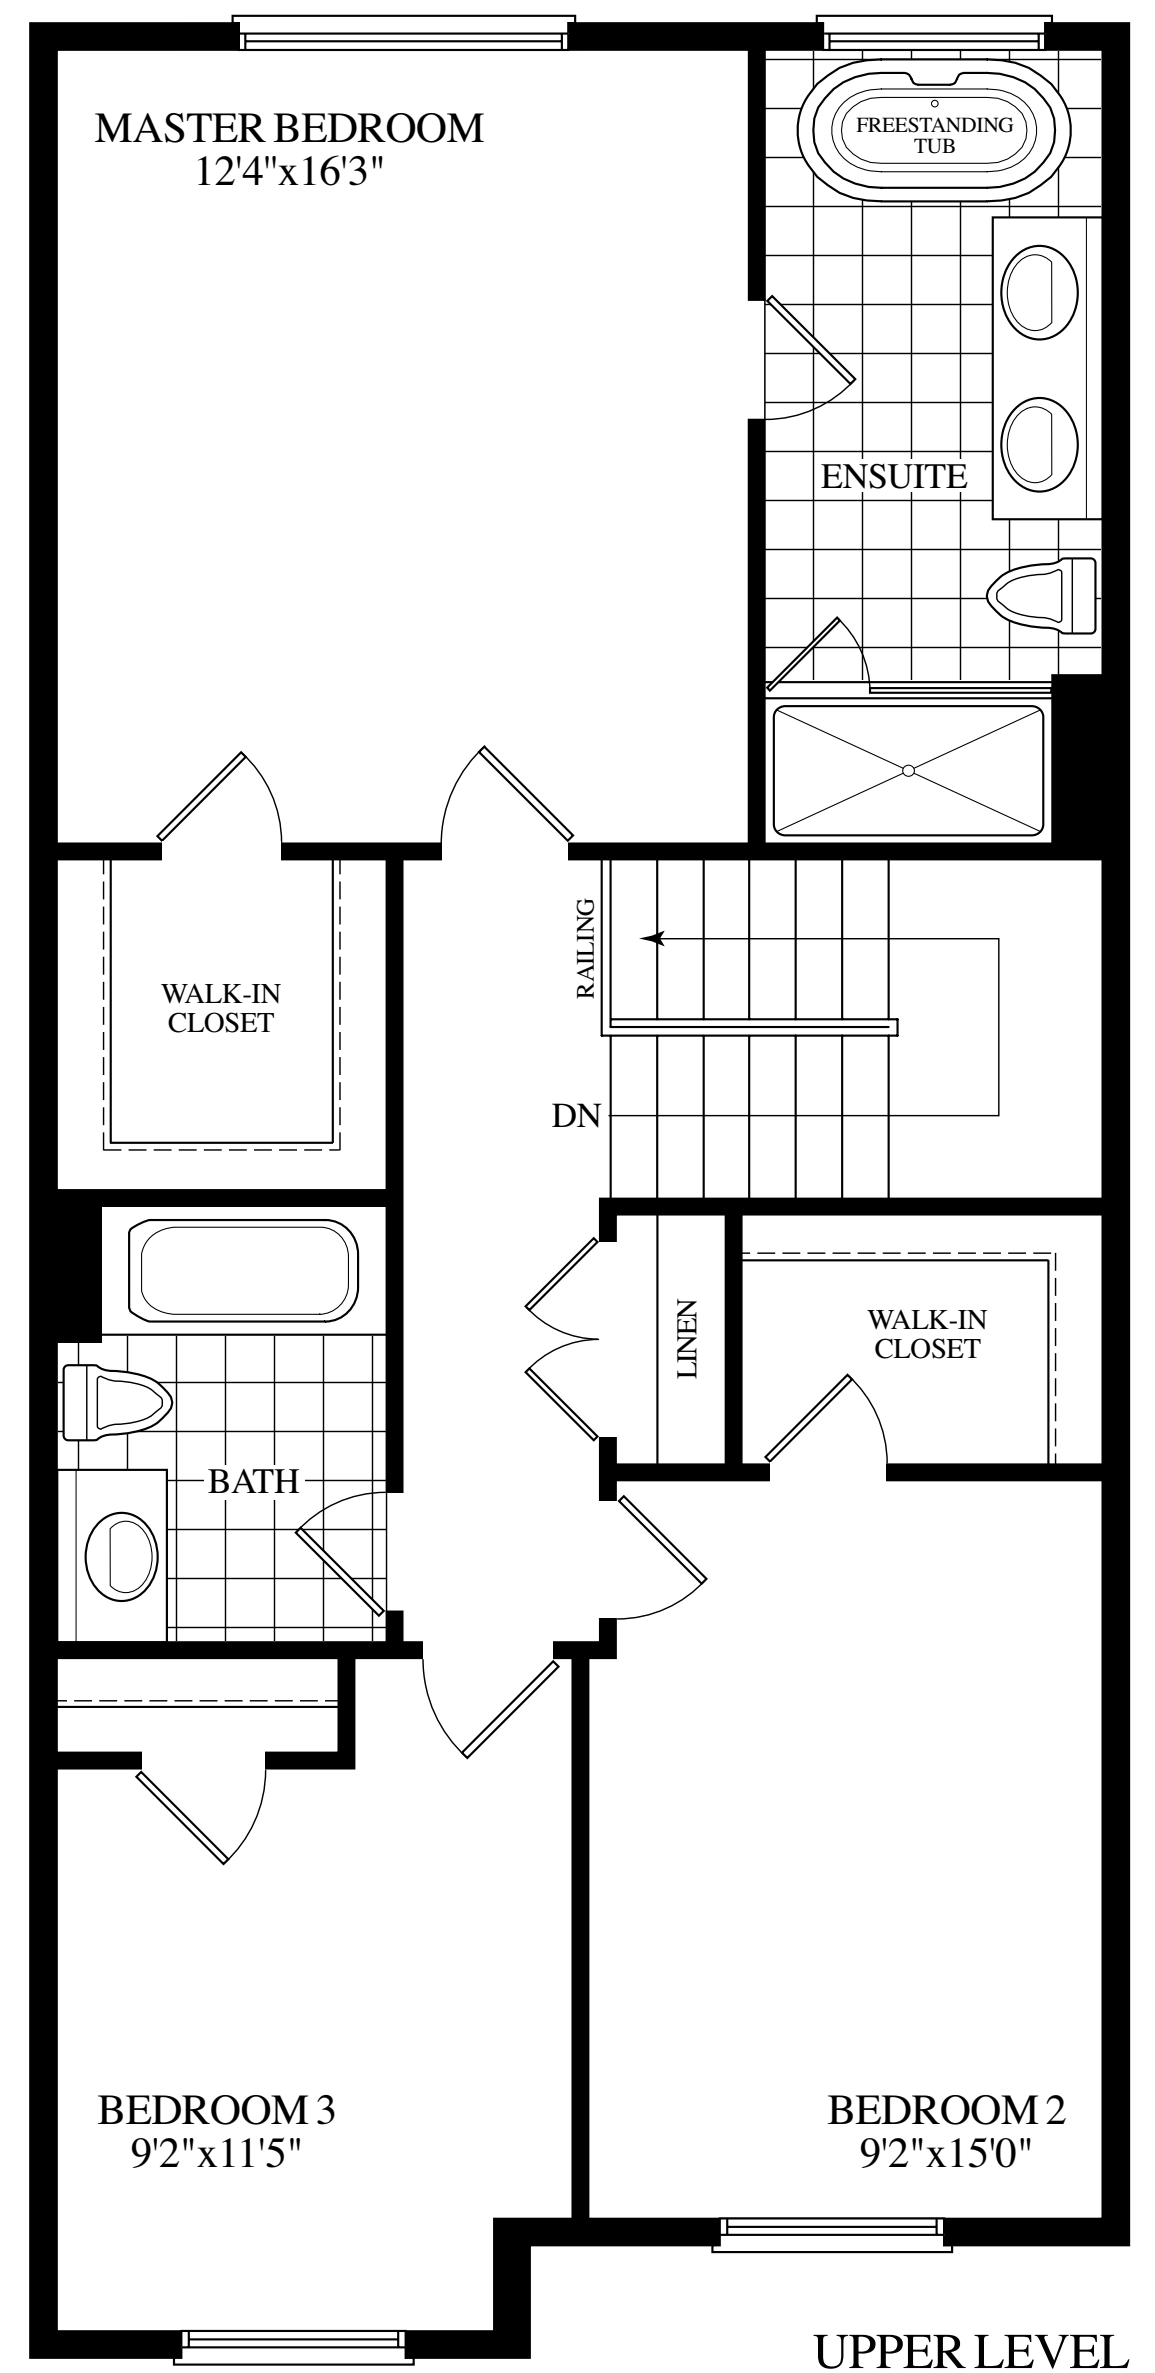 MASTER BEDROOM
12'4"x16'3"
FREESTANDING
TUB
ENSUITE
WALK-IN
CLOSET
RAILING
DN
LINEN
WALK-IN
CLOSET
BATH
BEDROOM 3
9'2"x11'5"
BEDROOM 2
9'2"x15'0"
UPPER LEVEL